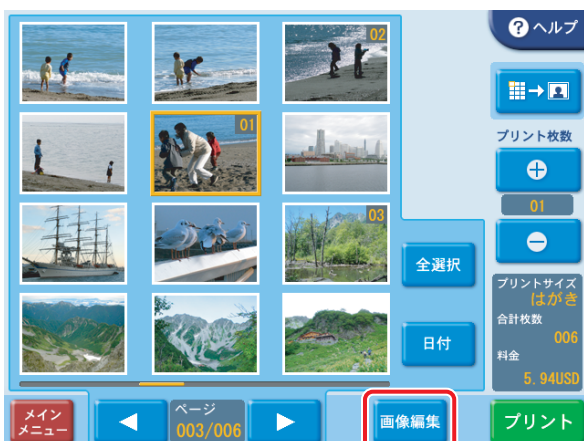 02
01
03
全選択
日付
メイン
メニュー
ページ
003/006
画像編集
ヘルプ
プリント枚数
01
プリントサイズ
はがき
合計枚数
006
料金
5.94USD
プリント